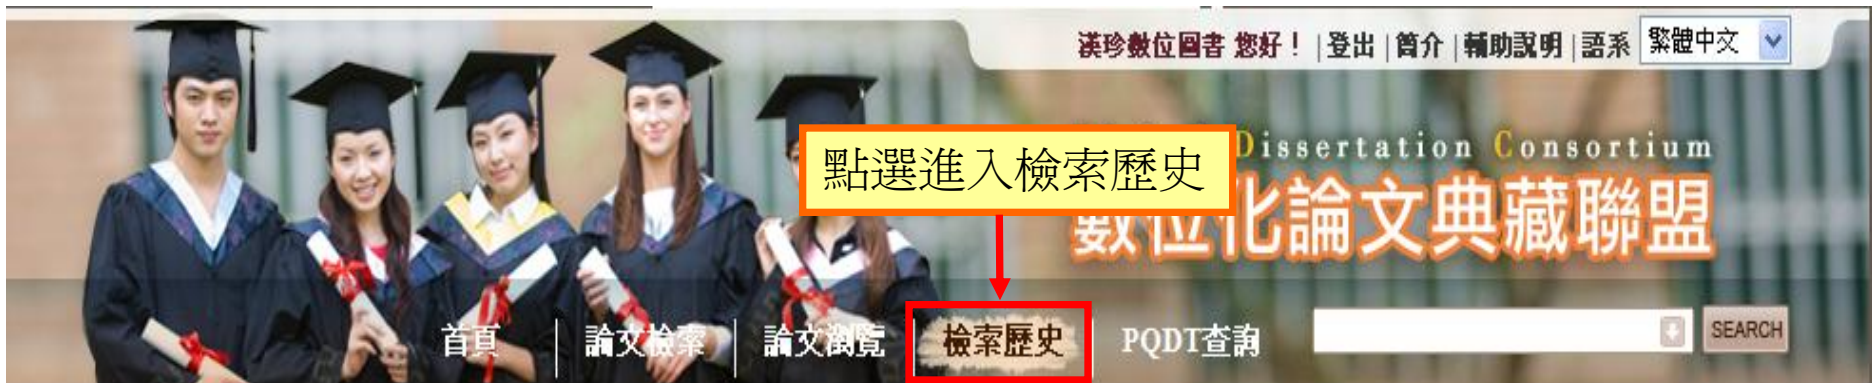 漢珍數位圖書 您好！ |登出 |簡介 |輔助說明 |語系 繁體中文
點選進入檢索歷史
Dissertation Consortium
數位化論文典藏聯盟
首頁 | 論文檢索 | 論文瀏覽 | 檢索歷史 | PQDT查詢 SEARCH